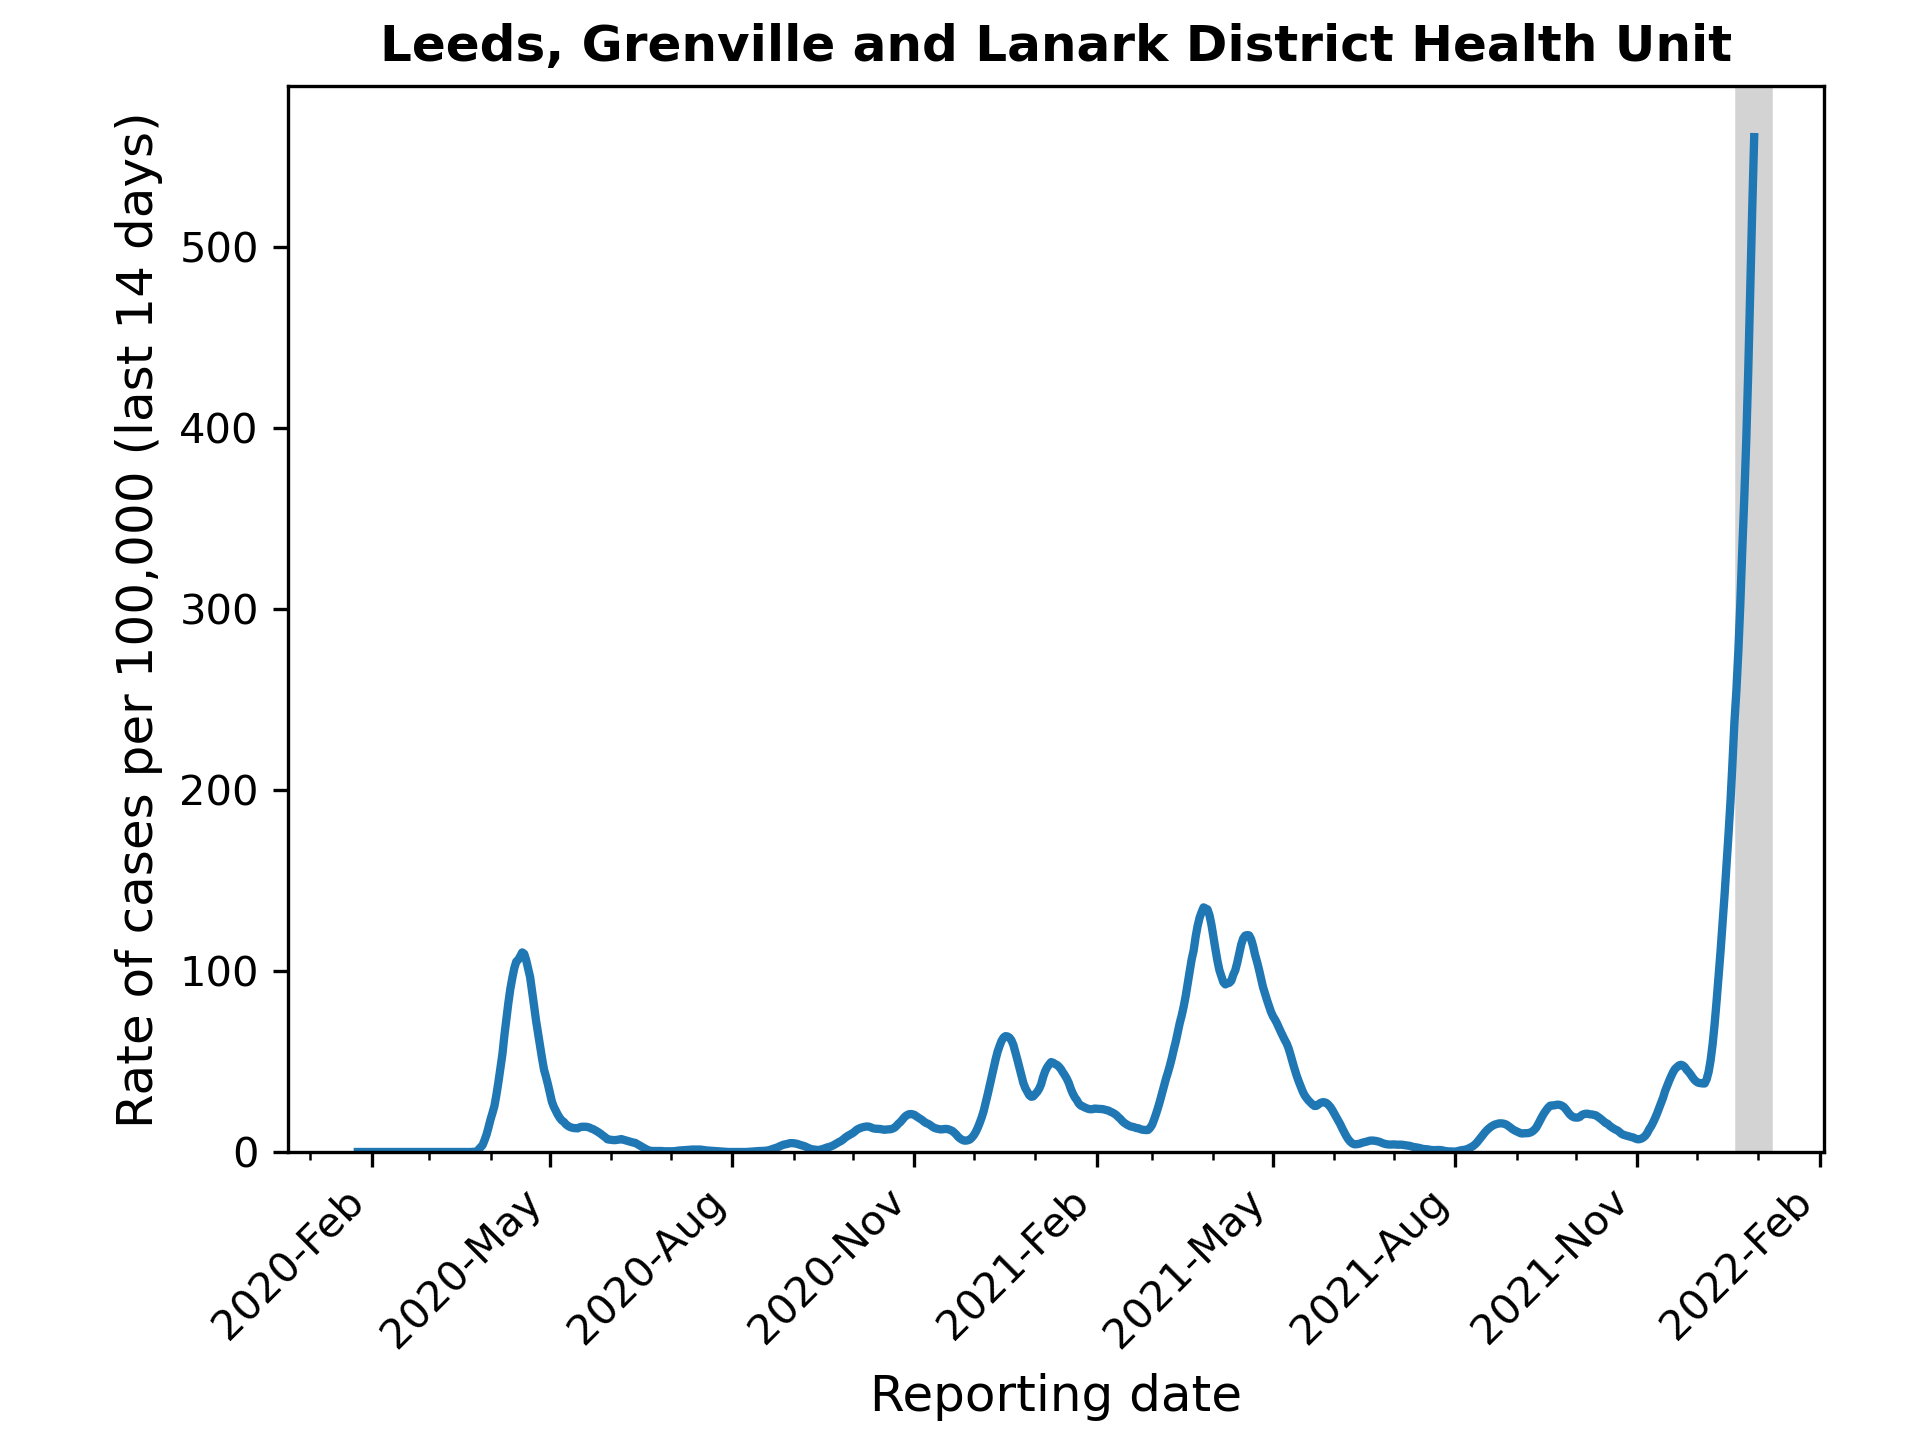 Leeds, Grenville and Lanark District Health Unit
Rate of cases per 100,000 (last 14 days)
500
400
300
200
100
0
2020-Feb
2020-May
2020-Aug
2020-Nov
2021-Feb
2021-May
2021-Aug
2021-Nov
2022-Feb
Reporting date